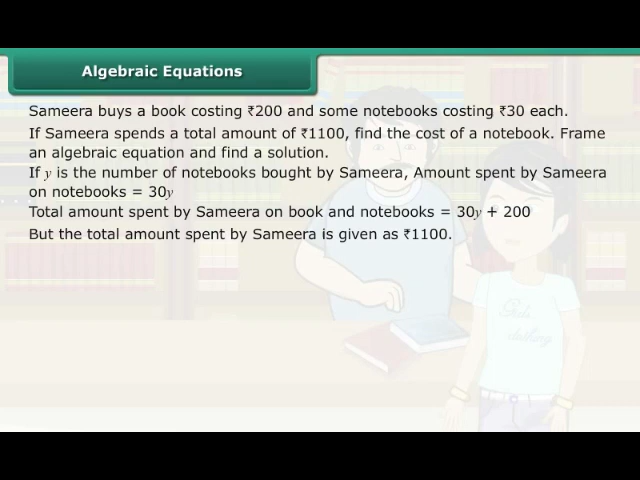 Algebraic Equations
Sameera buys a book costing ₹200 and some notebooks costing ₹30 each.
If Sameera spends a total amount of ₹1100, find the cost of a notebook. Frame
an algebraic equation and find a solution.
If y is the number of notebooks bought by Sameera, Amount spent by Sameera
on notebooks = 30y
Total amount spent by Sameera on book and notebooks = 30y + 200
But the total amount spent by Sameera is given as ₹1100.
Girls
clothing